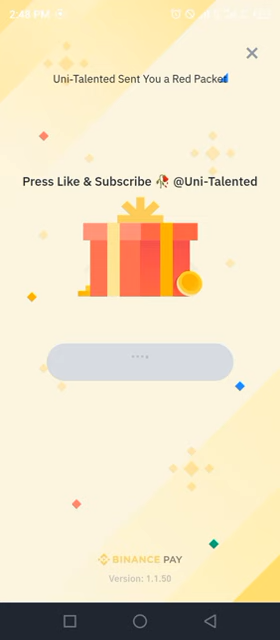 2:48 PM
Uni-Talented Sent You a Red Packet
Press Like & Subscribe 🥀 @Uni-Talented
BINANCE PAY
Version: 1.1.50